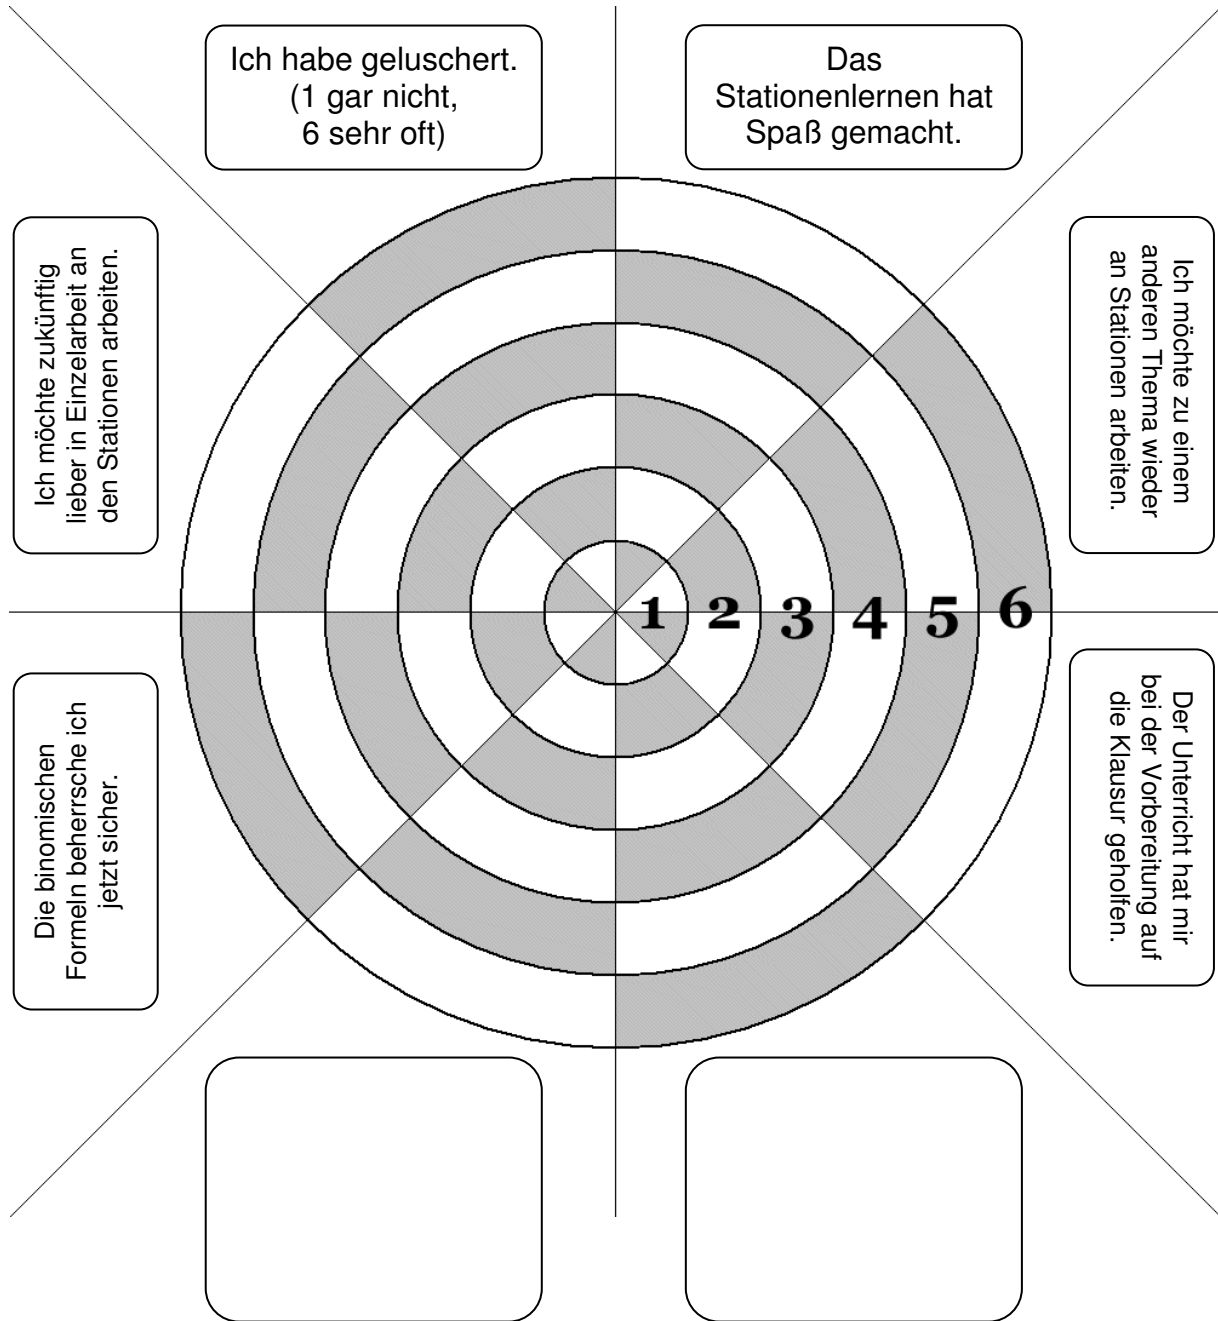 Ich habe geluschert.
(1 gar nicht,
6 sehr oft)
Das
Stationenlernen hat
Spaß gemacht.
Ich möchte zukünftig
lieber in Einzelarbeit an
den Stationen arbeiten.
Ich möchte zu einem
anderen Thema wieder
an Stationen arbeiten.
1 2 3 4 5 6
Die binomischen
Formeln beherrsche ich
jetzt sicher.
Der Unterricht hat mir
bei der Vorbereitung auf
die Klausur geholfen.